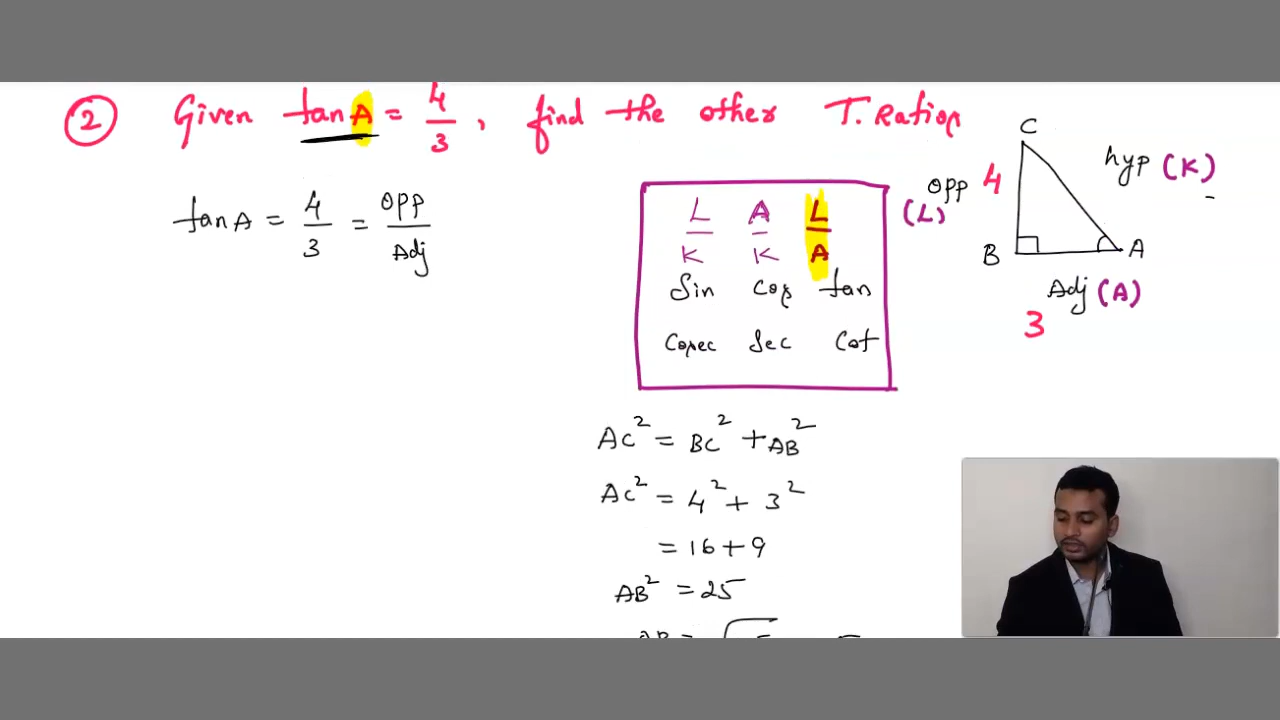 2 Given tan A = 4/3, find the other T. Ratios
C
hyp (K)
opp 4
(L)
B
A
Adj (A)
3
tan A = 4/3 = opp/Adj
L/K A/K L/A
Sin Cos tan
Cosec Sec Cot
AC² = BC² + AB²
AC² = 4² + 3²
= 16 + 9
AB² = 25